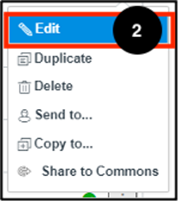 Edit 2
Duplicate
Delete
Send to...
Copy to...
Share to Commons